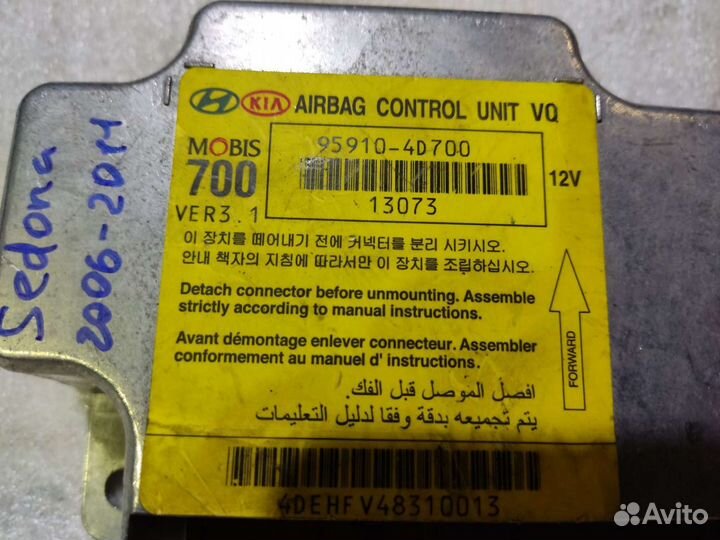 Sedona
2006-2011
KIA AIRBAG CONTROL UNIT VQ
MOBIS
700
VER3.1
95910-4D700
13073
12V
이 장치를 떼어내기 전에 커넥터를 분리 시키시오.
안내 책자의 지침에 따라서만 이 장치를 조립하십시오.
Detach connector before unmounting. Assemble
strictly according to manual instructions.
Avant démontage enlever connecteur. Assembler
conformement au manuel d' instructions.
افصل الموصل قبل الفك.
يتم تجميعه بدقة وفقا لدليل التعليمات
FORWARD
4DEHFV48310013
Avito